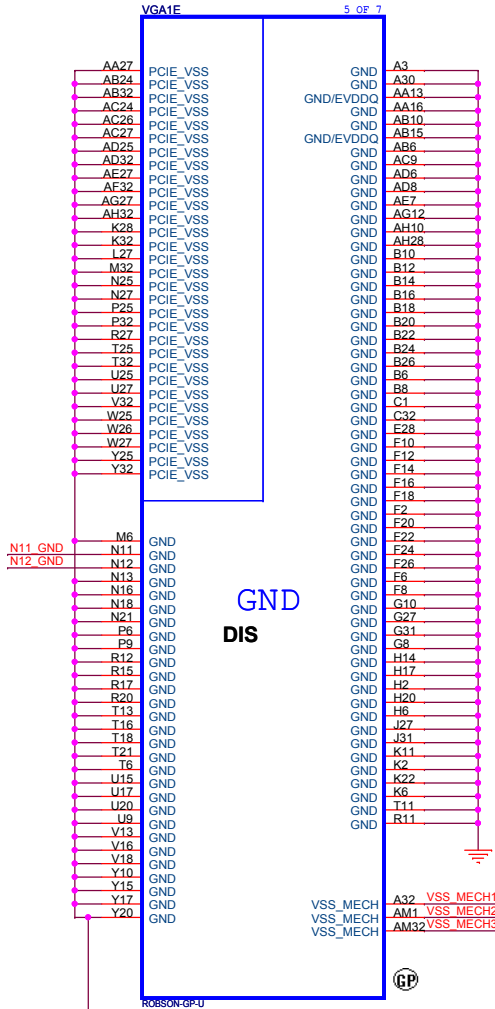 VGA1E 5 OF 7
AA27 PCIE_VSS GND A3
AB24 PCIE_VSS GND A30
AB32 PCIE_VSS GND/EVDDQ AA13
AC24 PCIE_VSS GND AA16
AC26 PCIE_VSS GND AB10
AC27 PCIE_VSS GND/EVDDQ AB15
AD25 PCIE_VSS GND AB6
AD32 PCIE_VSS GND AC9
AE27 PCIE_VSS GND AD6
AF32 PCIE_VSS GND AD8
AG27 PCIE_VSS GND AE7
AH32 PCIE_VSS GND AG12
K28 PCIE_VSS GND AH10
K32 PCIE_VSS GND AH28
L27 PCIE_VSS GND B10
M32 PCIE_VSS GND B12
N25 PCIE_VSS GND B14
N27 PCIE_VSS GND B16
P25 PCIE_VSS GND B18
P32 PCIE_VSS GND B20
R27 PCIE_VSS GND B22
T25 PCIE_VSS GND B24
T32 PCIE_VSS GND B26
U25 PCIE_VSS GND B6
U27 PCIE_VSS GND B8
V32 PCIE_VSS GND C1
W25 PCIE_VSS GND C32
W26 PCIE_VSS GND E28
W27 PCIE_VSS GND F10
Y25 PCIE_VSS GND F12
Y32 PCIE_VSS GND F14
GND F16
GND F18
GND F2
GND F20
M6 GND GND F22
N11_GND N11 GND GND F24
N12_GND N12 GND GND F26
N13 GND GND F6
N16 GND GND F8
N18 GND GND G10
N21 GND GND G27
P6 GND GND G31
P9 GND GND G8
R12 GND GND H14
R15 GND GND H17
R17 GND GND H2
R20 GND GND H20
T13 GND GND H6
T16 GND GND J27
T18 GND GND J31
T21 GND GND K11
T6 GND GND K2
U15 GND GND K22
U17 GND GND K6
U20 GND GND T11
U9 GND GND R11
GND
DIS
V13 GND
V16 GND
V18 GND
Y10 GND
Y15 GND
Y17 GND VSS_MECH A32 VSS_MECH1
Y20 GND VSS_MECH AM1 VSS_MECH2
VSS_MECH AM32 VSS_MECH3
GP
ROBSON-GP-U